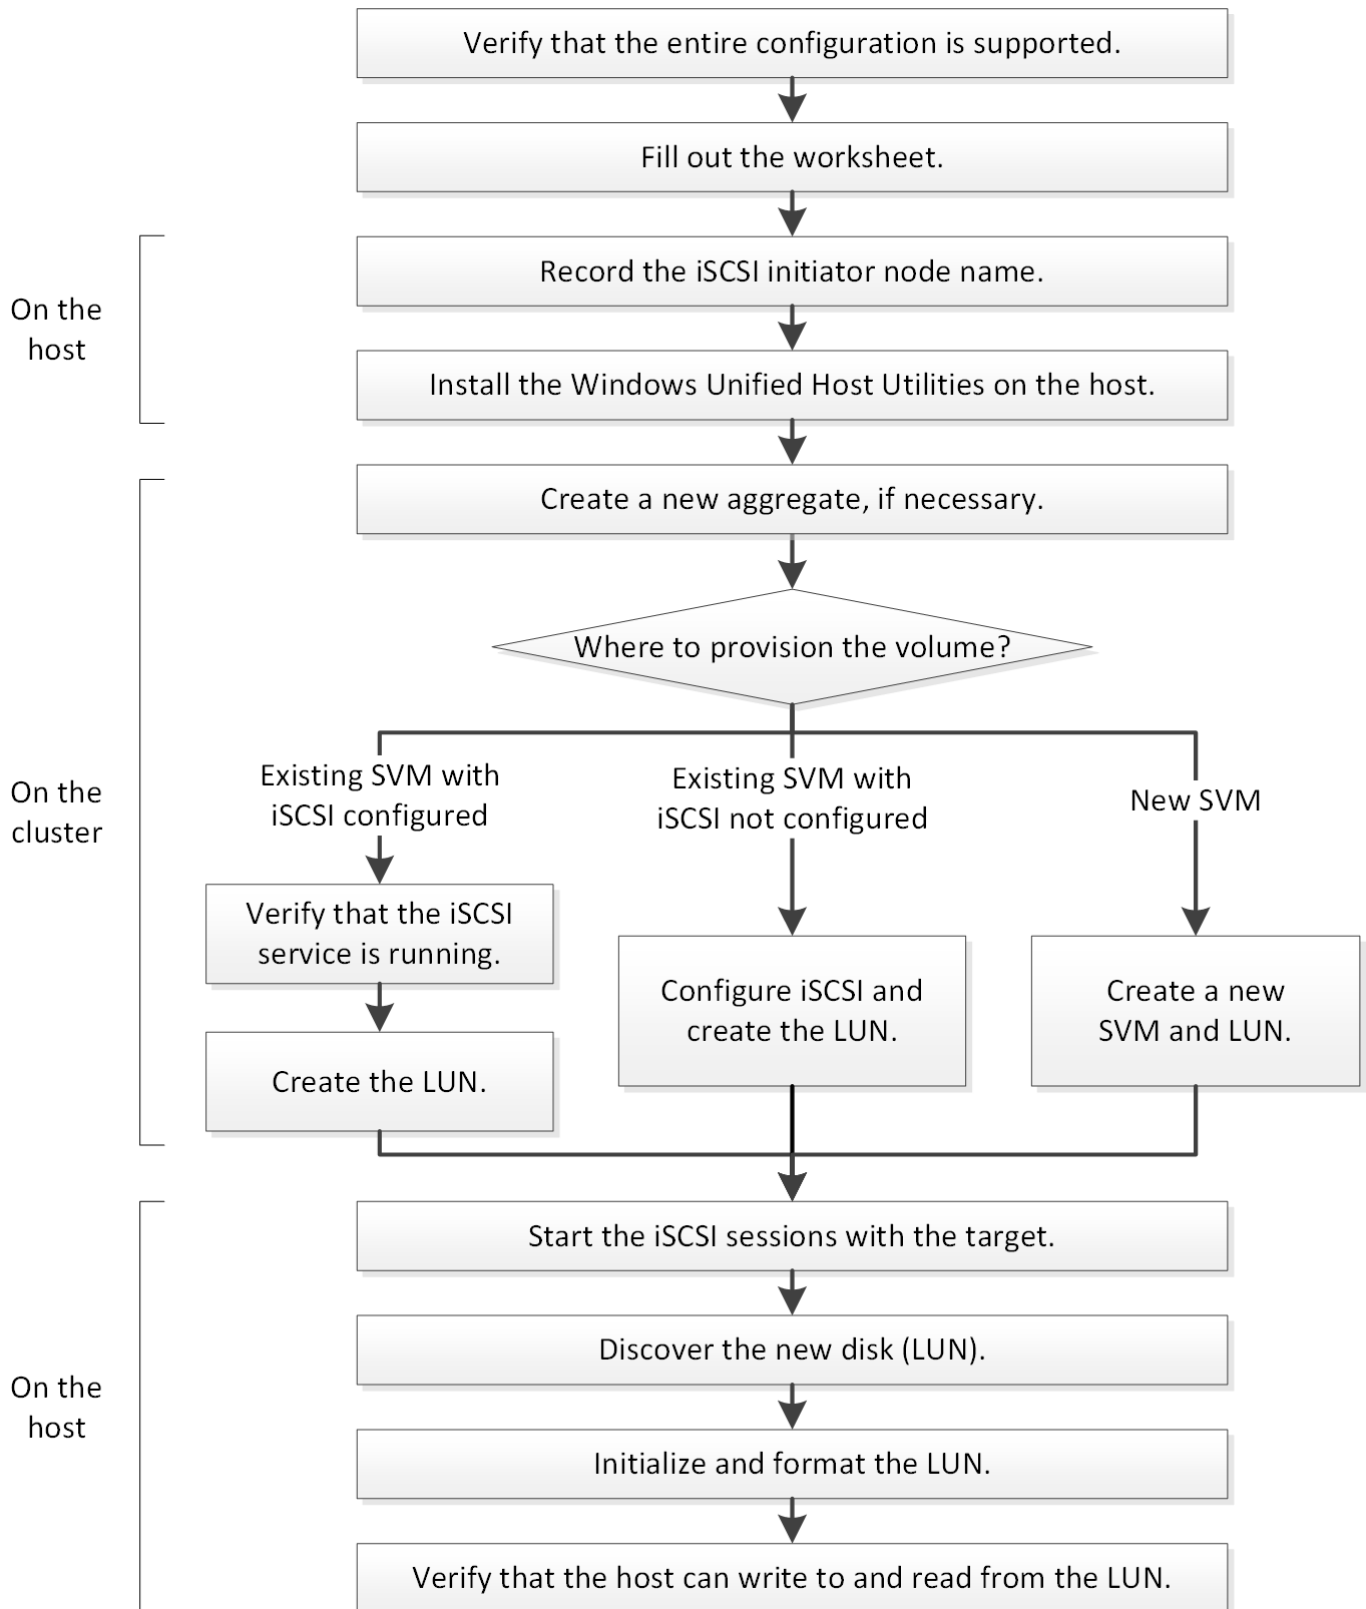 Verify that the entire configuration is supported.
Fill out the worksheet.
On the
host
Record the iSCSI initiator node name.
Install the Windows Unified Host Utilities on the host.
On the
cluster
Create a new aggregate, if necessary.
Where to provision the volume?
Existing SVM with
iSCSI configured
Existing SVM with
iSCSI not configured
New SVM
Verify that the iSCSI
service is running.
Create the LUN.
Configure iSCSI and
create the LUN.
Create a new
SVM and LUN.
On the
host
Start the iSCSI sessions with the target.
Discover the new disk (LUN).
Initialize and format the LUN.
Verify that the host can write to and read from the LUN.